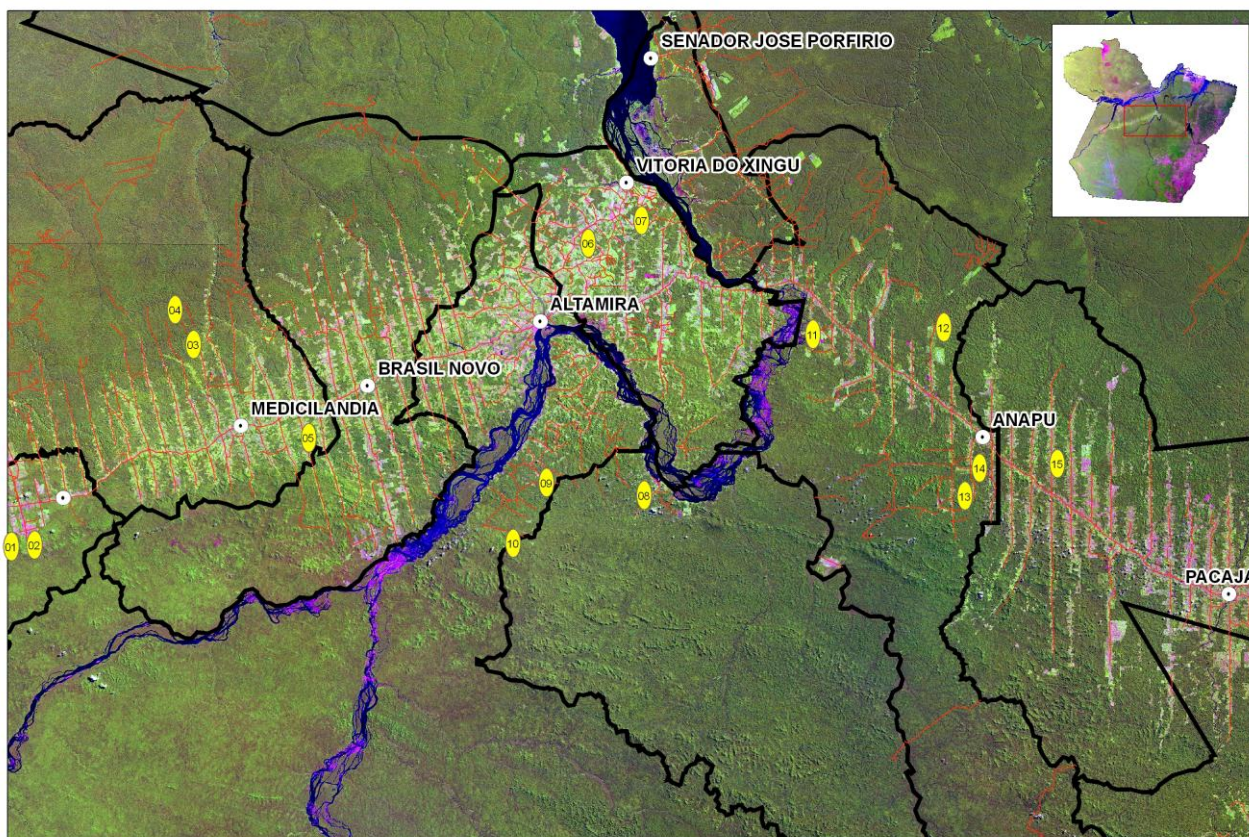 SENADOR JOSE PORFIRIO
VITORIA DO XINGU
07
06
04
ALTAMIRA
03
11
12
BRASIL NOVO
MEDICILANDIA
05
ANAPU
14
15
09
08
13
01
02
10
PACAJA